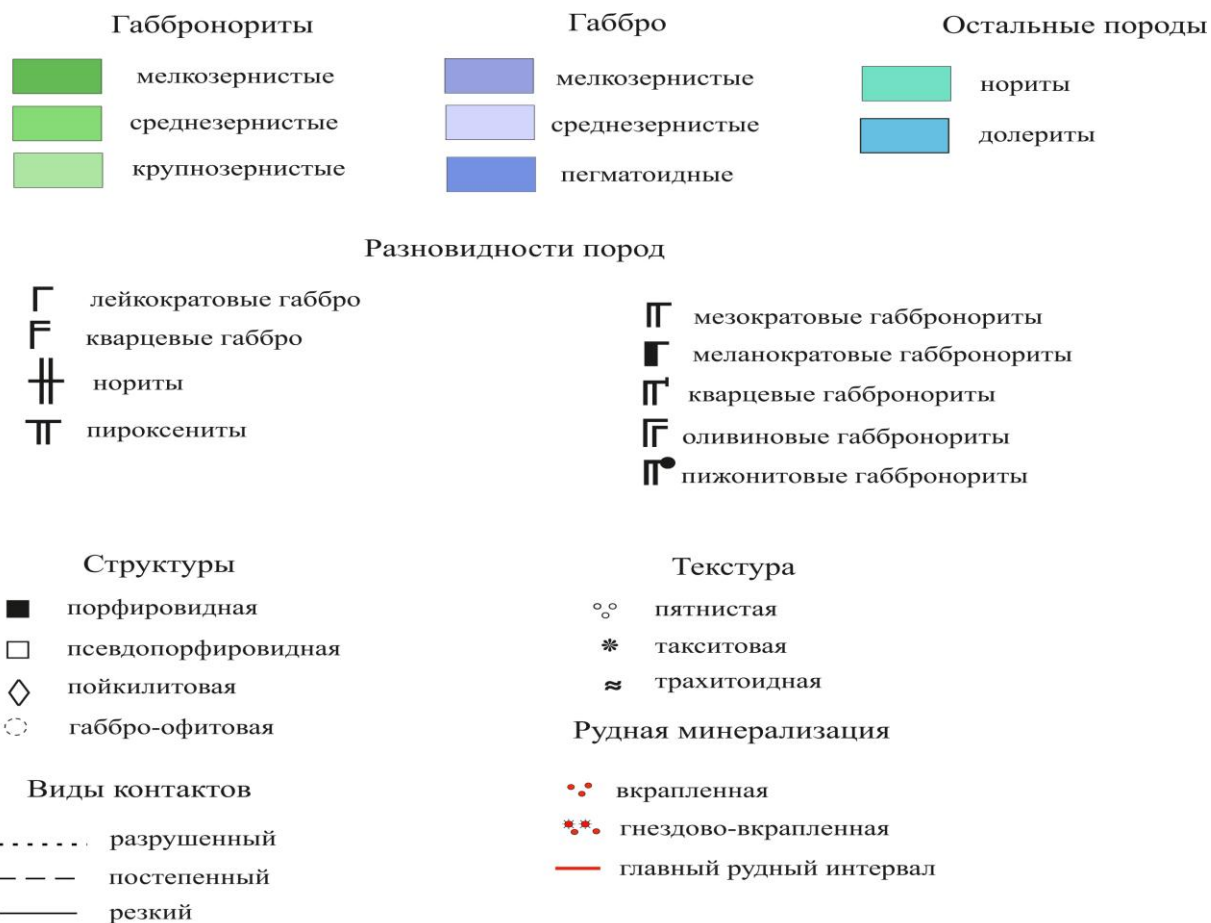 Габбронориты
мелкозернистые
среднезернистые
крупнозернистые
Габбро
мелкозернистые
среднезернистые
пегматоидные
Остальные породы
нориты
долериты
Разновидности пород
лейкократовые габбро
кварцевые габбро
нориты
пироксениты
мезократовые габбронориты
меланократовые габбронориты
кварцевые габбронориты
оливиновые габбронориты
пижонитовые габбронориты
Структуры
порфировидная
псевдопорфировидная
пойкилитовая
габбро-офитовая
Текстура
пятнистая
такситовая
трахитоидная
Виды контактов
разрушенный
постепенный
резкий
Рудная минерализация
вкрапленная
гнездово-вкрапленная
главный рудный интервал